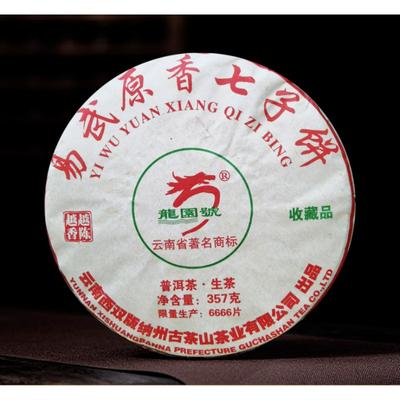 易武原香七子饼
YI WU YUAN XIANG QI ZI BING
®
龍園號
云南省著名商标
收藏品
越陈
越香
普洱茶·生茶
净含量：357克
限量生产：6666片
云南西双版纳州古茶山茶业有限公司 出品
YUNNAN XISHUANGPANNA PREFECTURE GUCHASHAN TEA CO.,LTD